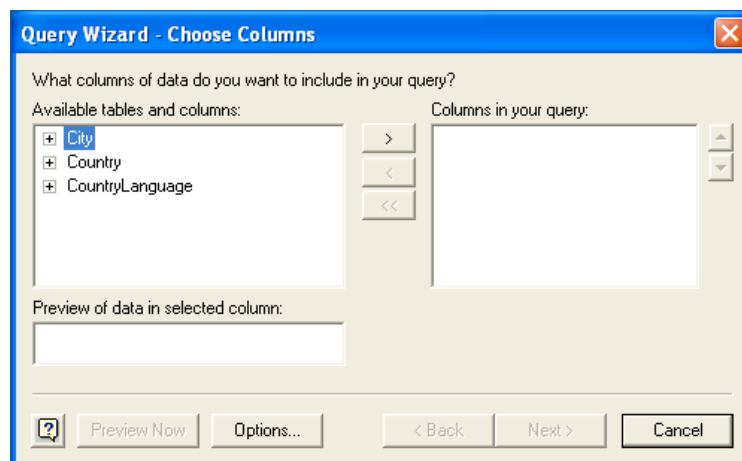 Query Wizard - Choose Columns
What columns of data do you want to include in your query?
Available tables and columns:
Columns in your query:
City
Country
CountryLanguage
>
<
<<
Preview of data in selected column:
Preview Now
Options...
< Back
Next >
Cancel